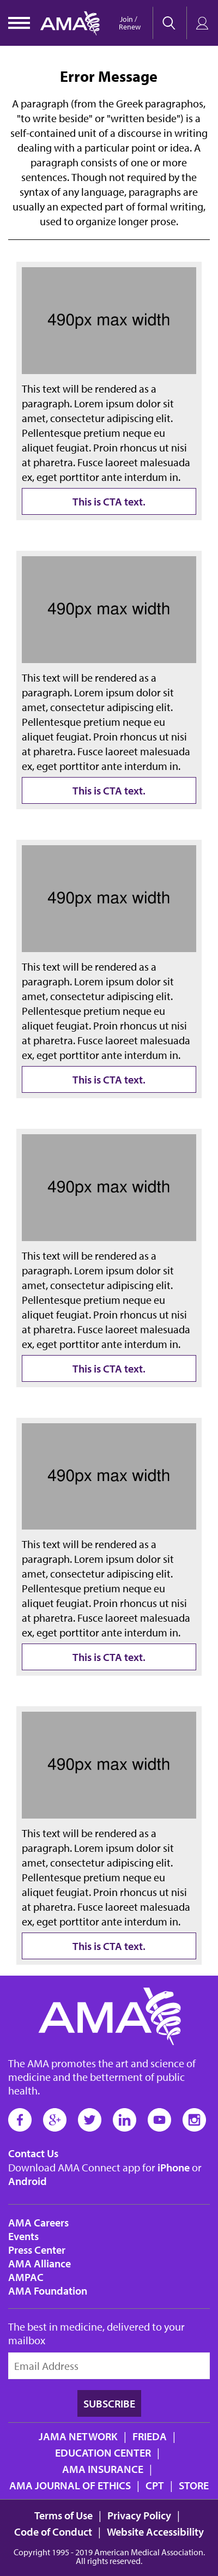 AMA
Join /
Renew
Error Message
A paragraph (from the Greek paragraphos,
"to write beside" or "written beside") is a
self-contained unit of a discourse in writing
dealing with a particular point or idea. A
paragraph consists of one or more
sentences. Though not required by the
syntax of any language, paragraphs are
usually an expected part of formal writing,
used to organize longer prose.
490px max width
This text will be rendered as a
paragraph. Lorem ipsum dolor sit
amet, consectetur adipiscing elit.
Pellentesque pretium neque eu
aliquet feugiat. Proin rhoncus ut nisi
at pharetra. Fusce laoreet malesuada
ex, eget porttitor ante interdum in.
This is CTA text.
490px max width
This text will be rendered as a
paragraph. Lorem ipsum dolor sit
amet, consectetur adipiscing elit.
Pellentesque pretium neque eu
aliquet feugiat. Proin rhoncus ut nisi
at pharetra. Fusce laoreet malesuada
ex, eget porttitor ante interdum in.
This is CTA text.
490px max width
This text will be rendered as a
paragraph. Lorem ipsum dolor sit
amet, consectetur adipiscing elit.
Pellentesque pretium neque eu
aliquet feugiat. Proin rhoncus ut nisi
at pharetra. Fusce laoreet malesuada
ex, eget porttitor ante interdum in.
This is CTA text.
490px max width
This text will be rendered as a
paragraph. Lorem ipsum dolor sit
amet, consectetur adipiscing elit.
Pellentesque pretium neque eu
aliquet feugiat. Proin rhoncus ut nisi
at pharetra. Fusce laoreet malesuada
ex, eget porttitor ante interdum in.
This is CTA text.
490px max width
This text will be rendered as a
paragraph. Lorem ipsum dolor sit
amet, consectetur adipiscing elit.
Pellentesque pretium neque eu
aliquet feugiat. Proin rhoncus ut nisi
at pharetra. Fusce laoreet malesuada
ex, eget porttitor ante interdum in.
This is CTA text.
490px max width
This text will be rendered as a
paragraph. Lorem ipsum dolor sit
amet, consectetur adipiscing elit.
Pellentesque pretium neque eu
aliquet feugiat. Proin rhoncus ut nisi
at pharetra. Fusce laoreet malesuada
ex, eget porttitor ante interdum in.
This is CTA text.
AMA
The AMA promotes the art and science of
medicine and the betterment of public
health.
Contact Us
Download AMA Connect app for iPhone or
Android
AMA Careers
Events
Press Center
AMA Alliance
AMPAC
AMA Foundation
The best in medicine, delivered to your
mailbox
Email Address
SUBSCRIBE
JAMA NETWORK | FRIEDA |
EDUCATION CENTER |
AMA INSURANCE |
AMA JOURNAL OF ETHICS | CPT | STORE
Terms of Use | Privacy Policy |
Code of Conduct | Website Accessibility
Copyright 1995 - 2019 American Medical Association.
All rights reserved.